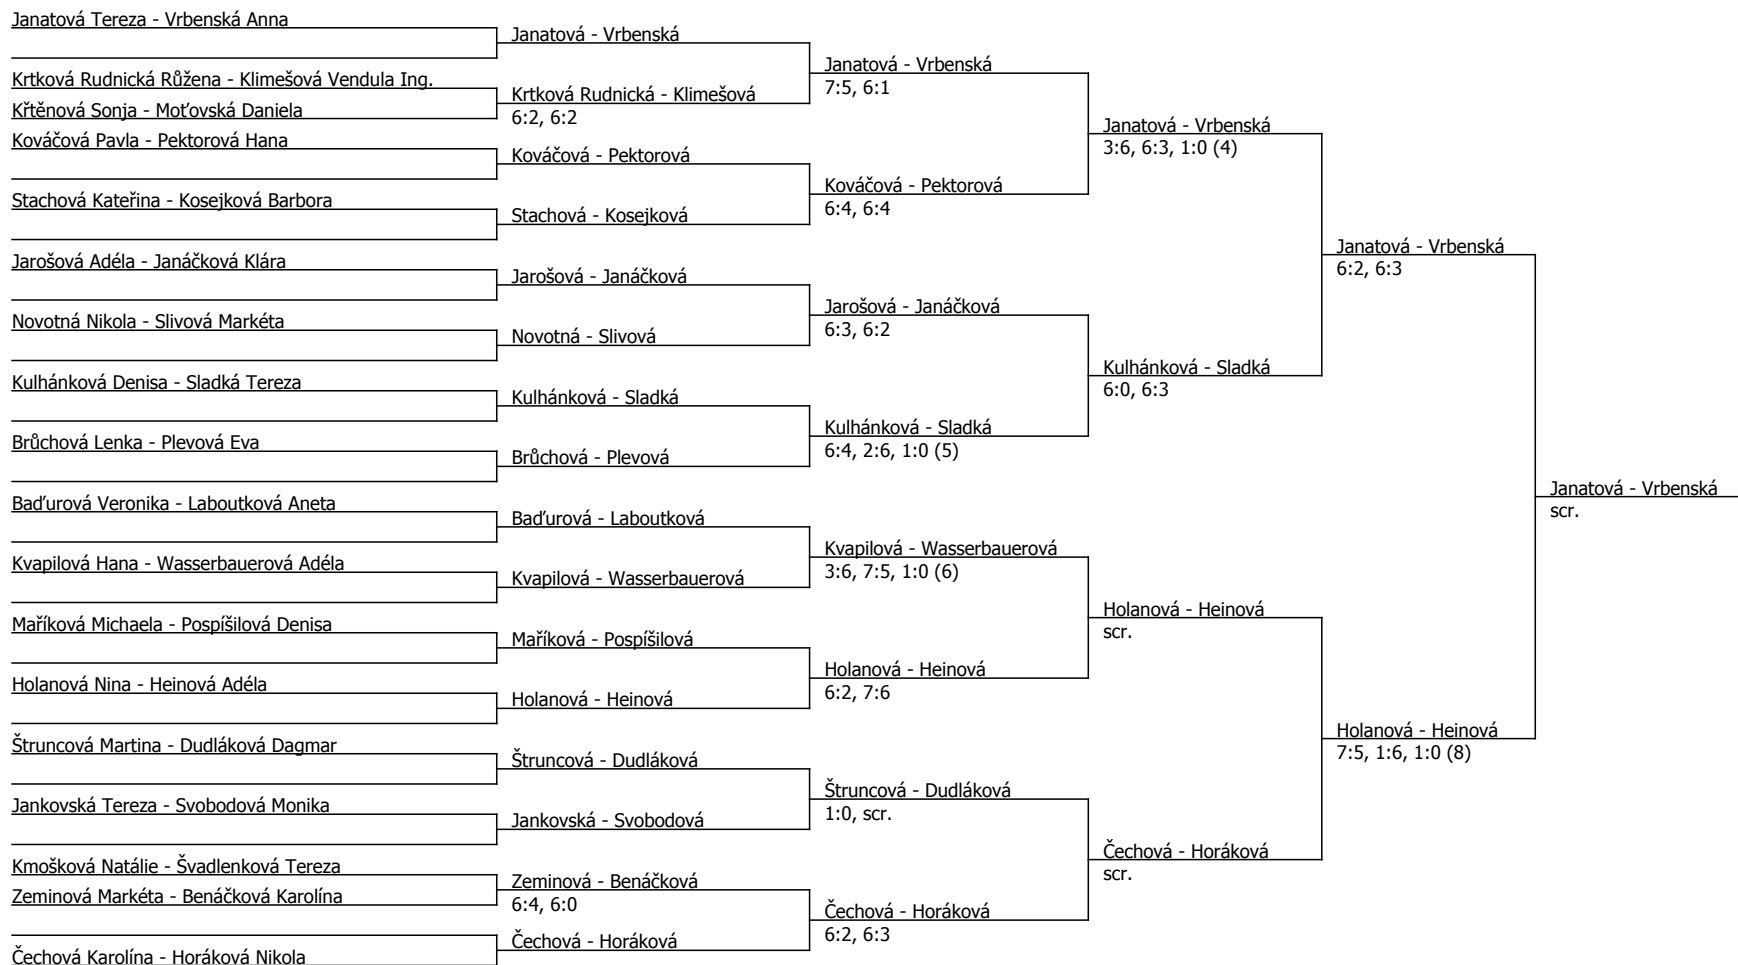 Janatová Tereza - Vrbenská Anna
Krtková Rudnická Růžena - Klimešová Vendula Ing.
Křtěnová Sonja - Moťovská Daniela
Kováčová Pavla - Pektorová Hana
Stachová Kateřina - Kosejková Barbora
Jarošová Adéla - Janáčková Klára
Novotná Nikola - Slivová Markéta
Kulhánková Denisa - Sladká Tereza
Brůchová Lenka - Plevová Eva
Baďurová Veronika - Laboutková Aneta
Kvapilová Hana - Wasserbauerová Adéla
Maříková Michaela - Pospíšilová Denisa
Holanová Nina - Heinová Adéla
Štruncová Martina - Dudláková Dagmar
Jankovská Tereza - Svobodová Monika
Kmošková Natálie - Švadlenková Tereza
Zeminová Markéta - Benáčková Karolína
Čechová Karolína - Horáková Nikola
Janatová - Vrbenská
Krtková Rudnická - Klimešová
6:2, 6:2
Kováčová - Pektorová
Stachová - Kosejková
Jarošová - Janáčková
Novotná - Slivová
Kulhánková - Sladká
Brůchová - Plevová
Baďurová - Laboutková
Kvapilová - Wasserbauerová
Maříková - Pospíšilová
Holanová - Heinová
Štruncová - Dudláková
Jankovská - Svobodová
Zeminová - Benáčková
6:4, 6:0
Čechová - Horáková
Janatová - Vrbenská
7:5, 6:1
Kováčová - Pektorová
6:4, 6:4
Jarošová - Janáčková
6:3, 6:2
Kulhánková - Sladká
6:4, 2:6, 1:0 (5)
Kvapilová - Wasserbauerová
3:6, 7:5, 1:0 (6)
Holanová - Heinová
6:2, 7:6
Štruncová - Dudláková
1:0, scr.
Čechová - Horáková
6:2, 6:3
Janatová - Vrbenská
3:6, 6:3, 1:0 (4)
Kulhánková - Sladká
6:0, 6:3
Holanová - Heinová
scr.
Čechová - Horáková
scr.
Janatová - Vrbenská
6:2, 6:3
Holanová - Heinová
7:5, 1:6, 1:0 (8)
Janatová - Vrbenská
scr.